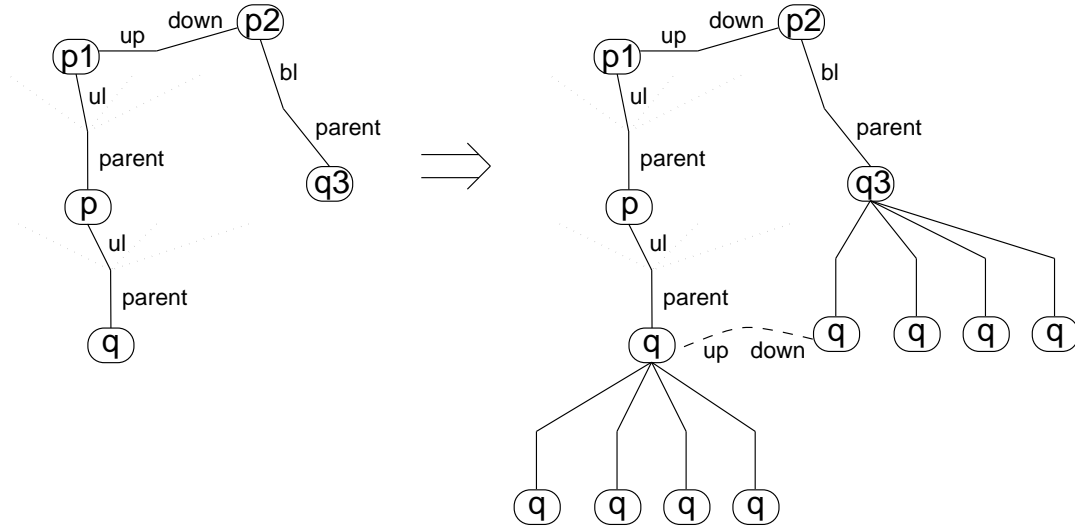 up down p2
p1
bl
ul
parent
parent
q3
p
ul
parent
q
up down p2
p1
bl
ul
parent
parent
q3
p
ul
parent
q up down q q q q
q q q q